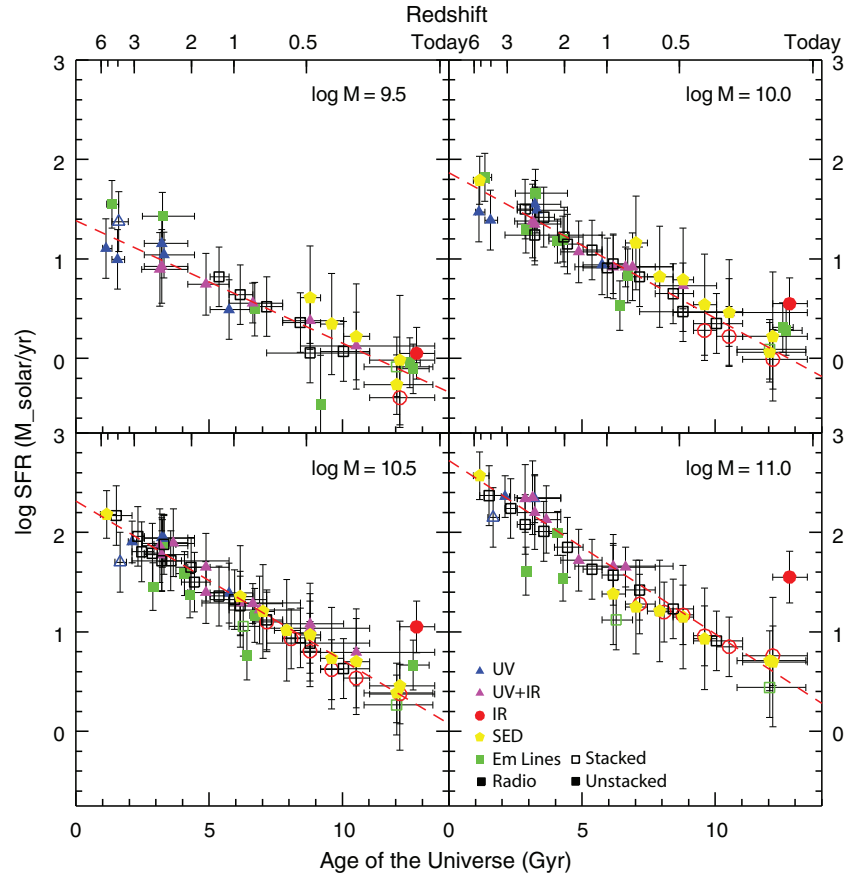 Redshift
6 3 2 1 0.5 Today 6 3 2 1 0.5 Today
log M = 9.5
log M = 10.0
3 2 1 0
3 2 1 0
log SFR (M_solar/yr)
log M = 10.5
log M = 11.0
3 2 1 0
3 2 1 0
UV
UV+IR
IR
SED
Em Lines
Stacked
Radio
Unstacked
0 5 10 0 5 10
Age of the Universe (Gyr)